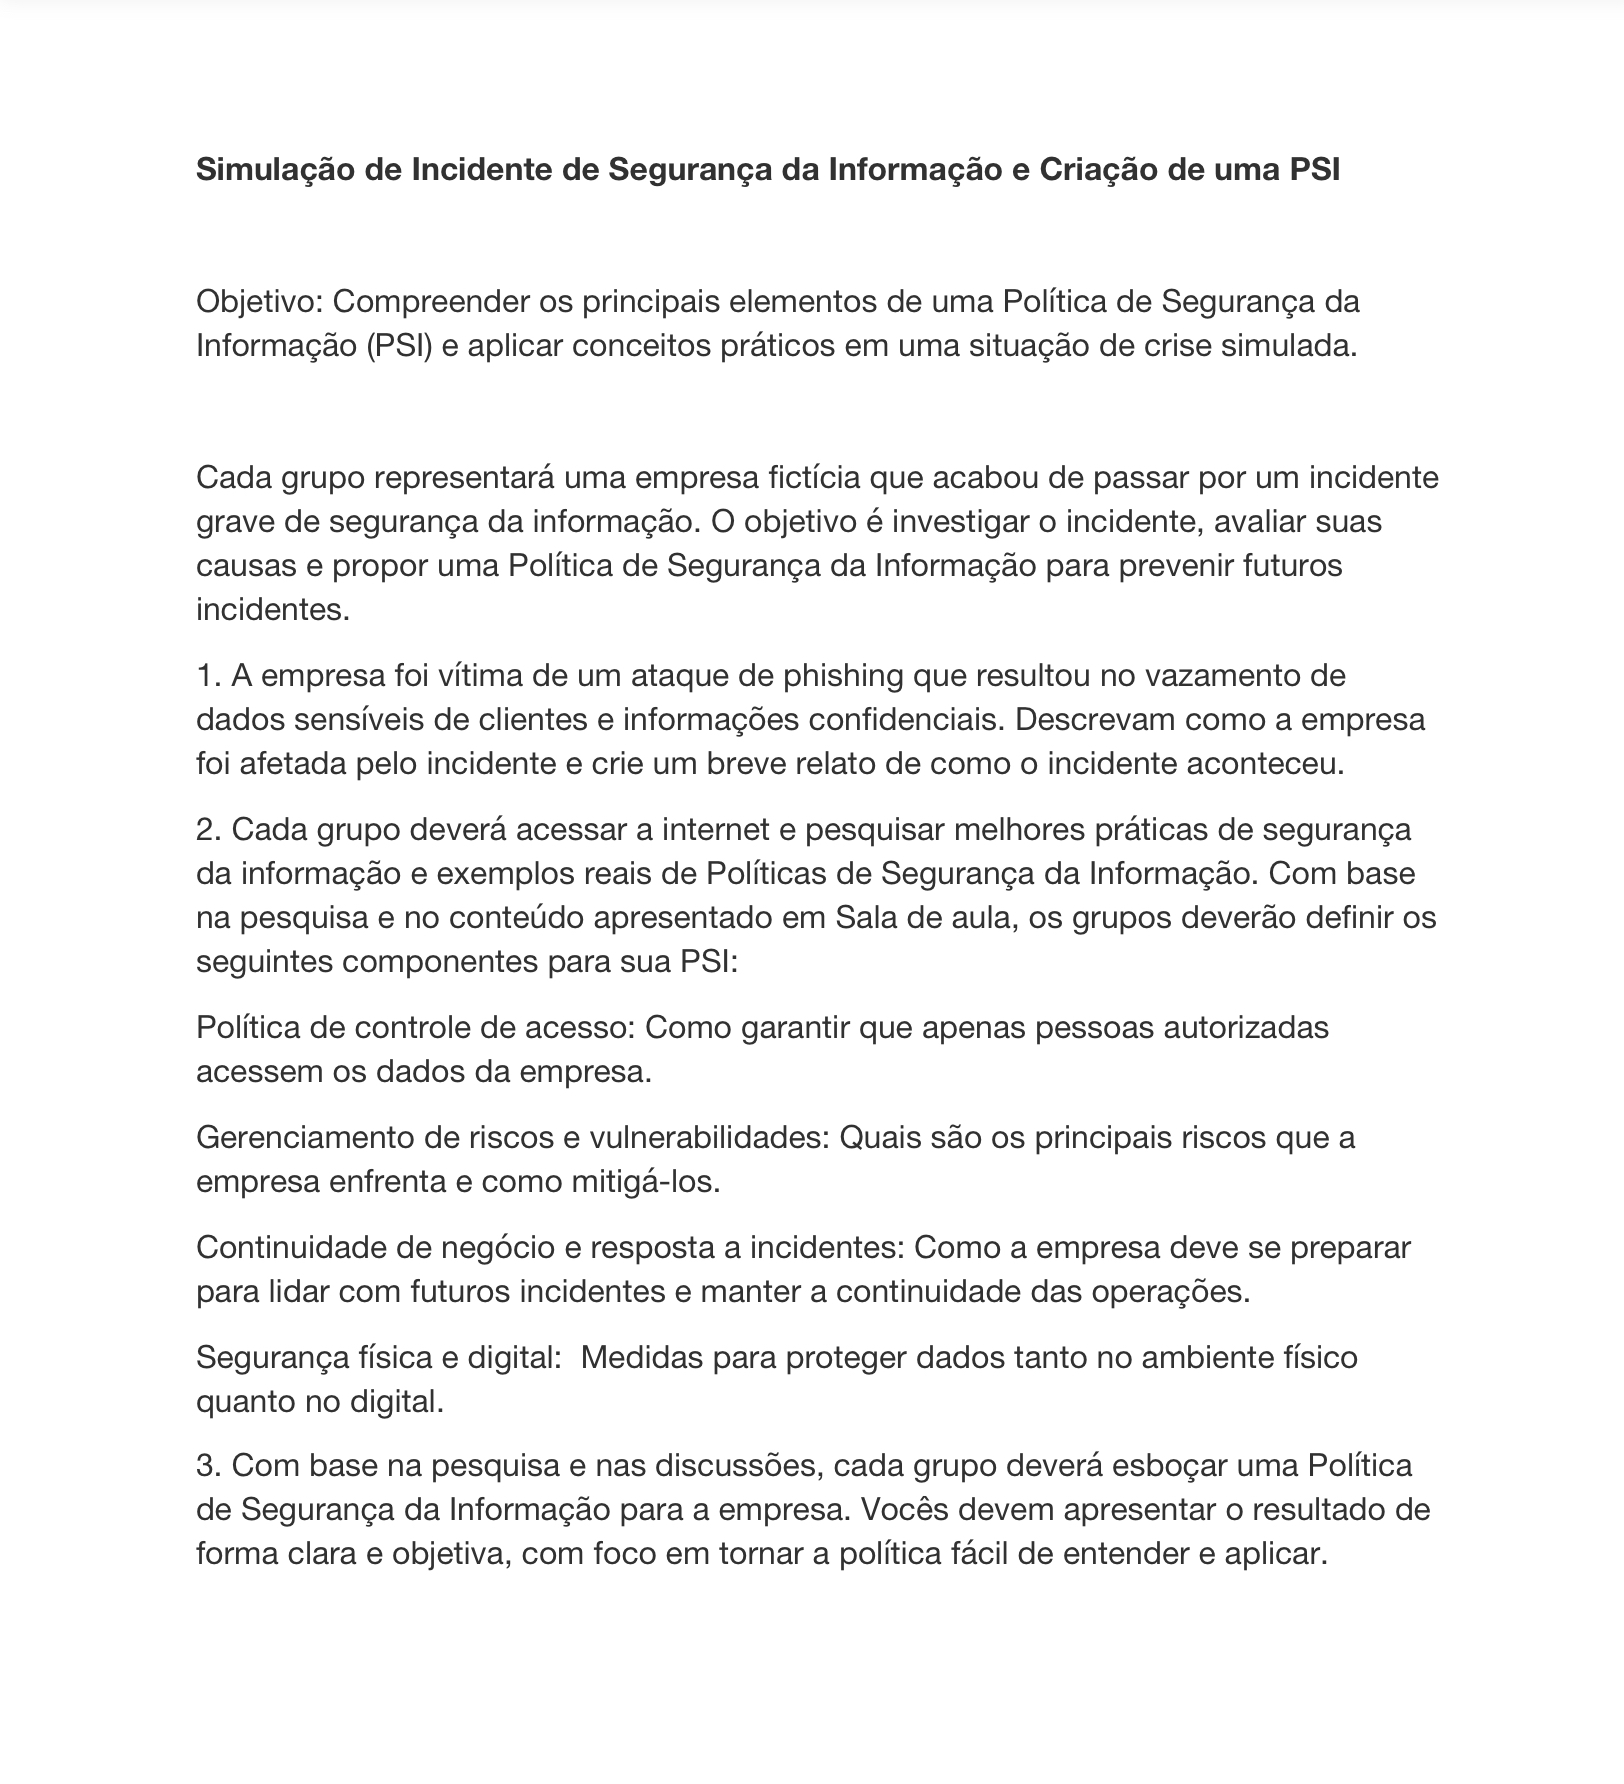 Simulação de Incidente de Segurança da Informação e Criação de uma PSI
Objetivo: Compreender os principais elementos de uma Política de Segurança da
Informação (PSI) e aplicar conceitos práticos em uma situação de crise simulada.
Cada grupo representará uma empresa fictícia que acabou de passar por um incidente
grave de segurança da informação. O objetivo é investigar o incidente, avaliar suas
causas e propor uma Política de Segurança da Informação para prevenir futuros
incidentes.
1. A empresa foi vítima de um ataque de phishing que resultou no vazamento de
dados sensíveis de clientes e informações confidenciais. Descrevam como a empresa
foi afetada pelo incidente e crie um breve relato de como o incidente aconteceu.
2. Cada grupo deverá acessar a internet e pesquisar melhores práticas de segurança
da informação e exemplos reais de Políticas de Segurança da Informação. Com base
na pesquisa e no conteúdo apresentado em Sala de aula, os grupos deverão definir os
seguintes componentes para sua PSI:
Política de controle de acesso: Como garantir que apenas pessoas autorizadas
acessem os dados da empresa.
Gerenciamento de riscos e vulnerabilidades: Quais são os principais riscos que a
empresa enfrenta e como mitigá-los.
Continuidade de negócio e resposta a incidentes: Como a empresa deve se preparar
para lidar com futuros incidentes e manter a continuidade das operações.
Segurança física e digital:  Medidas para proteger dados tanto no ambiente físico
quanto no digital.
3. Com base na pesquisa e nas discussões, cada grupo deverá esboçar uma Política
de Segurança da Informação para a empresa. Vocês devem apresentar o resultado de
forma clara e objetiva, com foco em tornar a política fácil de entender e aplicar.